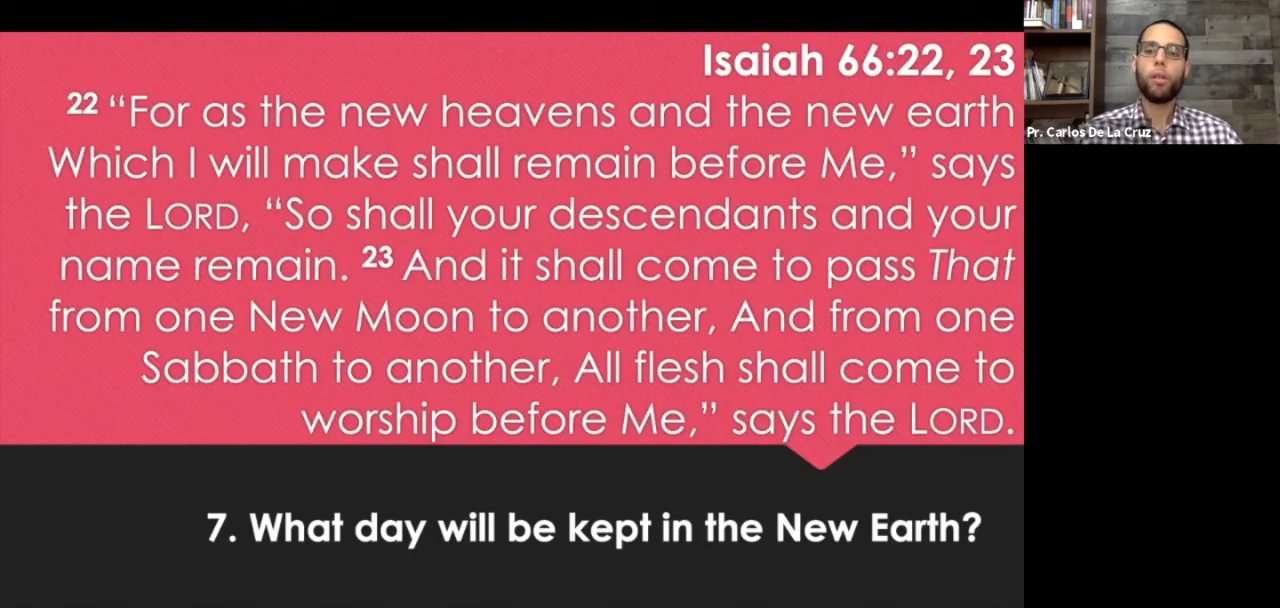 Isaiah 66:22, 23
22 “For as the new heavens and the new earth
Which I will make shall remain before Me,” says
the LORD, “So shall your descendants and your
name remain. 23 And it shall come to pass That
from one New Moon to another, And from one
Sabbath to another, All flesh shall come to
worship before Me,” says the LORD.
7. What day will be kept in the New Earth?
Pr. Carlos De La Cruz